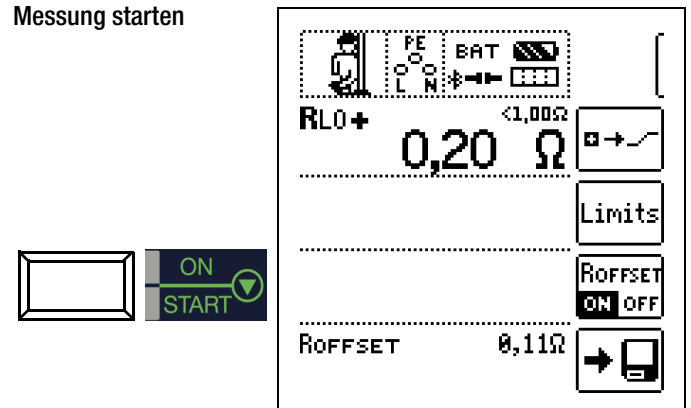 Messung starten
PE
BAT
L N
RLO+
<1,00Ω
0,20 Ω
Limits
ROFFSET
ON OFF
ROFFSET 0,11Ω
ON
START